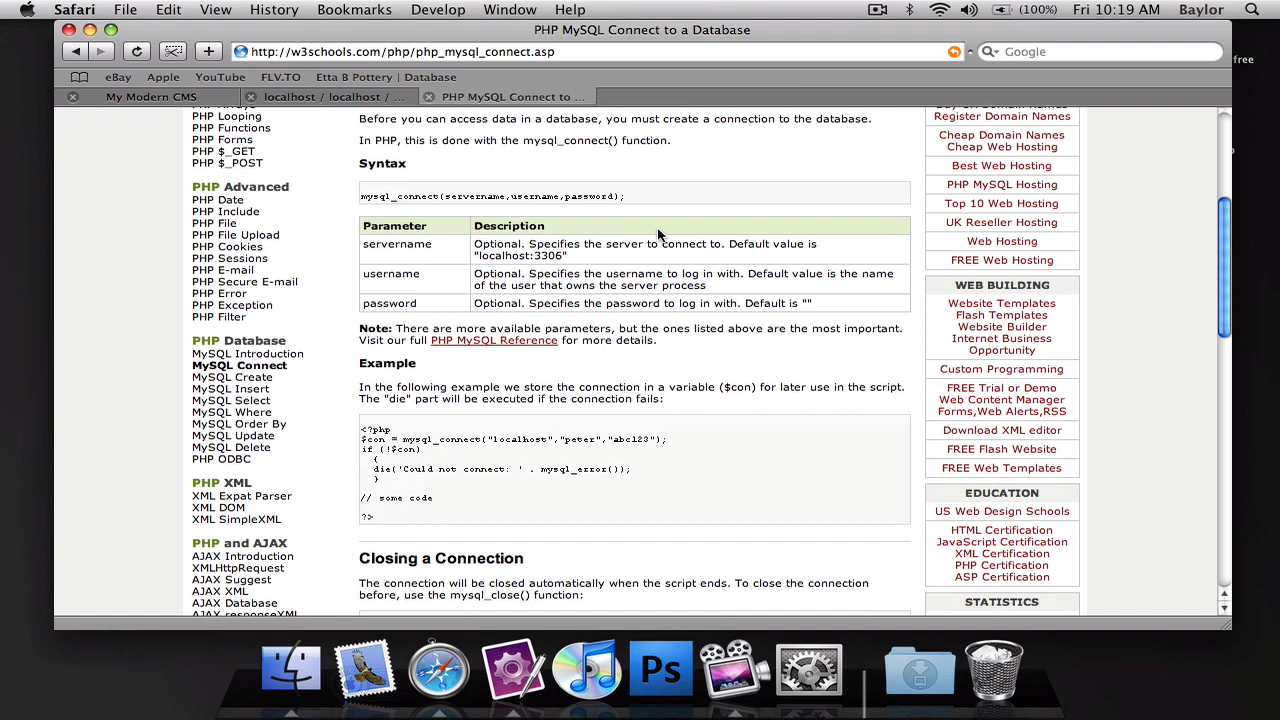 Safari File Edit View History Bookmarks Develop Window Help (100%) Fri 10:19 AM Baylor
PHP MySQL Connect to a Database
http://w3schools.com/php/php_mysql_connect.asp
Google
free
eBay Apple YouTube FLV.TO Etta B Pottery | Database
My Modern CMS
localhost / localhost / ...
PHP MySQL Connect to ...
PHP Looping
PHP Functions
PHP Forms
PHP $_GET
PHP $_POST
PHP Advanced
PHP Date
PHP Include
PHP File
PHP File Upload
PHP Cookies
PHP Sessions
PHP E-mail
PHP Secure E-mail
PHP Error
PHP Exception
PHP Filter
PHP Database
MySQL Introduction
MySQL Connect
MySQL Create
MySQL Insert
MySQL Select
MySQL Where
MySQL Order By
MySQL Update
MySQL Delete
PHP ODBC
PHP XML
XML Expat Parser
XML DOM
XML SimpleXML
PHP and AJAX
AJAX Introduction
XMLHttpRequest
AJAX Suggest
AJAX XML
AJAX Database
AJAX responseXML
Before you can access data in a database, you must create a connection to the database.
In PHP, this is done with the mysql_connect() function.
Syntax
mysql_connect(servername,username,password);
Parameter Description
servername Optional. Specifies the server to connect to. Default value is
"localhost:3306"
username Optional. Specifies the username to log in with. Default value is the name
of the user that owns the server process
password Optional. Specifies the password to log in with. Default is ""
Note: There are more available parameters, but the ones listed above are the most important.
Visit our full PHP MySQL Reference for more details.
Example
In the following example we store the connection in a variable ($con) for later use in the script.
The "die" part will be executed if the connection fails:
<?php
$con = mysql_connect("localhost","peter","abc123");
if (!$con)
{
die('Could not connect: ' . mysql_error());
}
// some code
?>
Closing a Connection
The connection will be closed automatically when the script ends. To close the connection
before, use the mysql_close() function:
Register Domain Names
Cheap Domain Names
Cheap Web Hosting
Best Web Hosting
PHP MySQL Hosting
Top 10 Web Hosting
UK Reseller Hosting
Web Hosting
FREE Web Hosting
WEB BUILDING
Website Templates
Flash Templates
Website Builder
Internet Business
Opportunity
Custom Programming
FREE Trial or Demo
Web Content Manager
Forms,Web Alerts,RSS
Download XML editor
FREE Flash Website
FREE Web Templates
EDUCATION
US Web Design Schools
HTML Certification
JavaScript Certification
XML Certification
PHP Certification
ASP Certification
STATISTICS
Ps